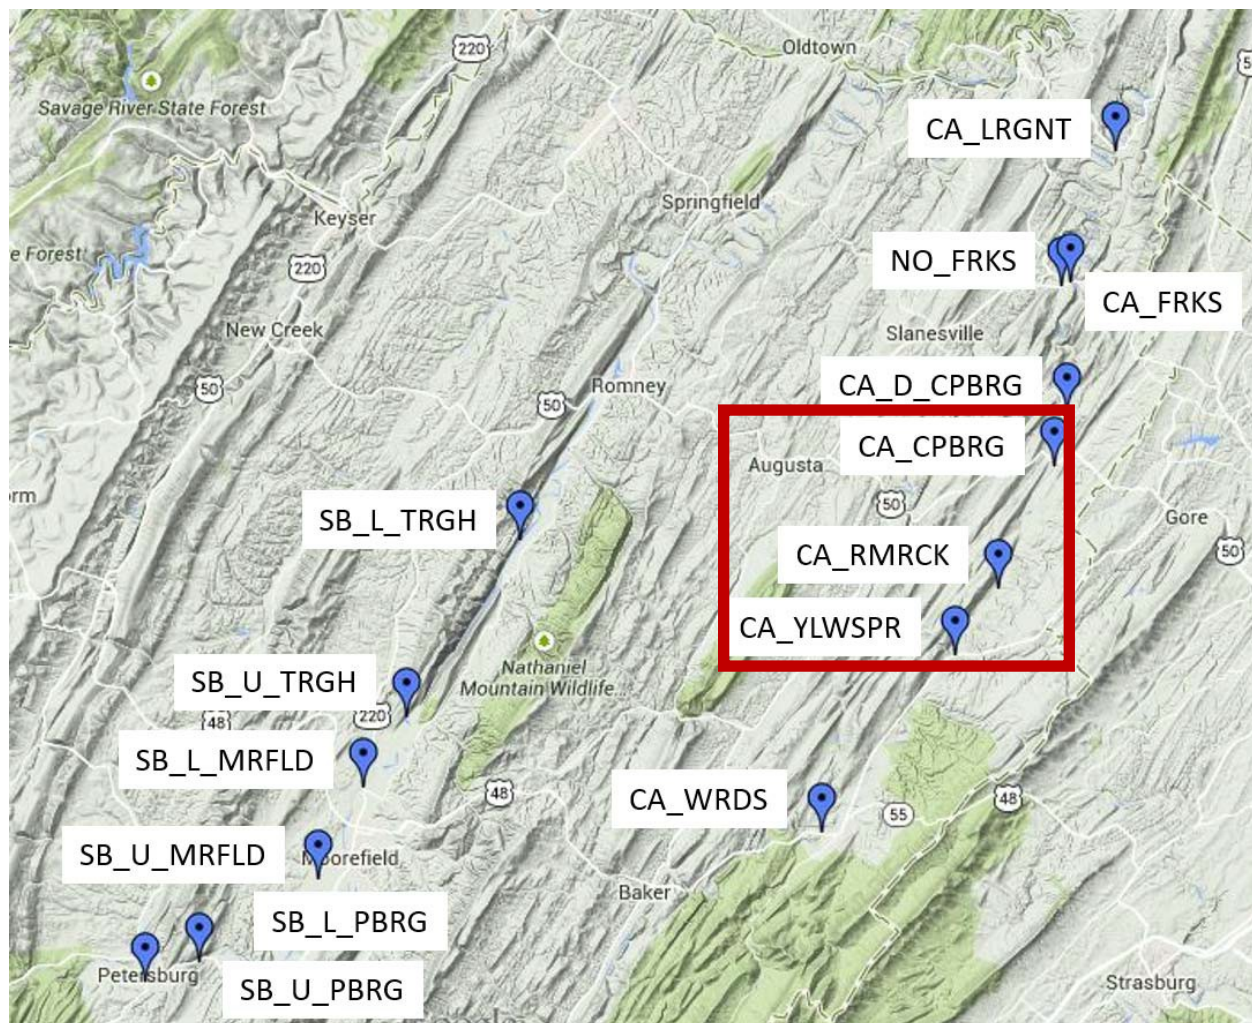 220
Oldtown
5
Savage River State Forest
CA_LRGNT
Keyser
Springfield
e Forest
220
NO_FRKS
CA_FRKS
New Creek
Slanesville
50
50
Romney
CA_D_CPBRG
CA_CPBRG
Augusta
orm
50
SB_L_TRGH
Gore
50
CA_RMRCK
CA_YLWSPR
Nathaniel
Mountain Wildlife...
SB_U_TRGH
48
220
SB_L_MRFLD
48
CA_WRDS
48
55
SB_U_MRFLD
Moorefield
Baker
SB_L_PBRG
Petersburg
SB_U_PBRG
Strasburg